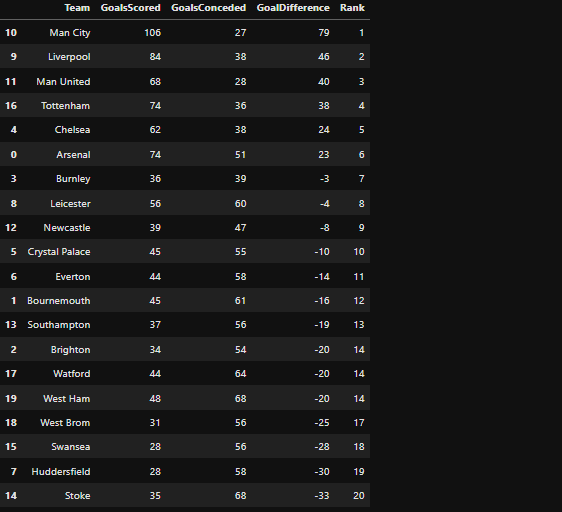 Team GoalsScored GoalsConceded GoalDifference Rank
10 Man City 106 27 79 1
9 Liverpool 84 38 46 2
11 Man United 68 28 40 3
16 Tottenham 74 36 38 4
4 Chelsea 62 38 24 5
0 Arsenal 74 51 23 6
3 Burnley 36 39 -3 7
8 Leicester 56 60 -4 8
12 Newcastle 39 47 -8 9
5 Crystal Palace 45 55 -10 10
6 Everton 44 58 -14 11
1 Bournemouth 45 61 -16 12
13 Southampton 37 56 -19 13
2 Brighton 34 54 -20 14
17 Watford 44 64 -20 14
19 West Ham 48 68 -20 14
18 West Brom 31 56 -25 17
15 Swansea 28 56 -28 18
7 Huddersfield 28 58 -30 19
14 Stoke 35 68 -33 20